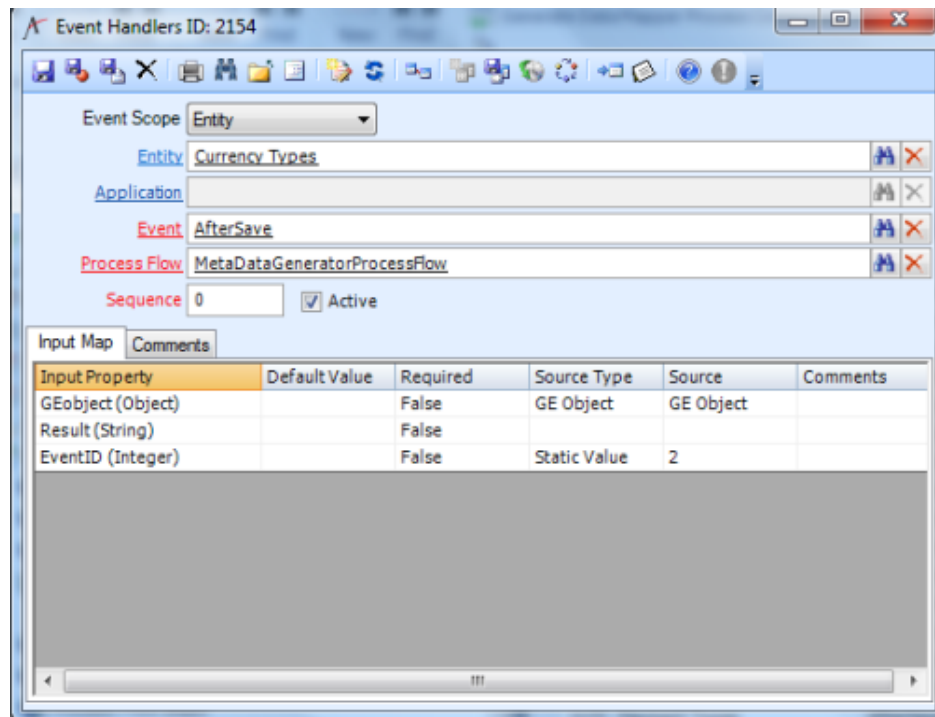 Event Handlers ID: 2154
Event Scope Entity
Entity Currency Types
Application
Event AfterSave
Process Flow MetaDataGeneratorProcessFlow
Sequence 0 Active
Input Map Comments
Input Property Default Value Required Source Type Source Comments
GEobject (Object) False GE Object GE Object
Result (String) False
EventID (Integer) False Static Value 2